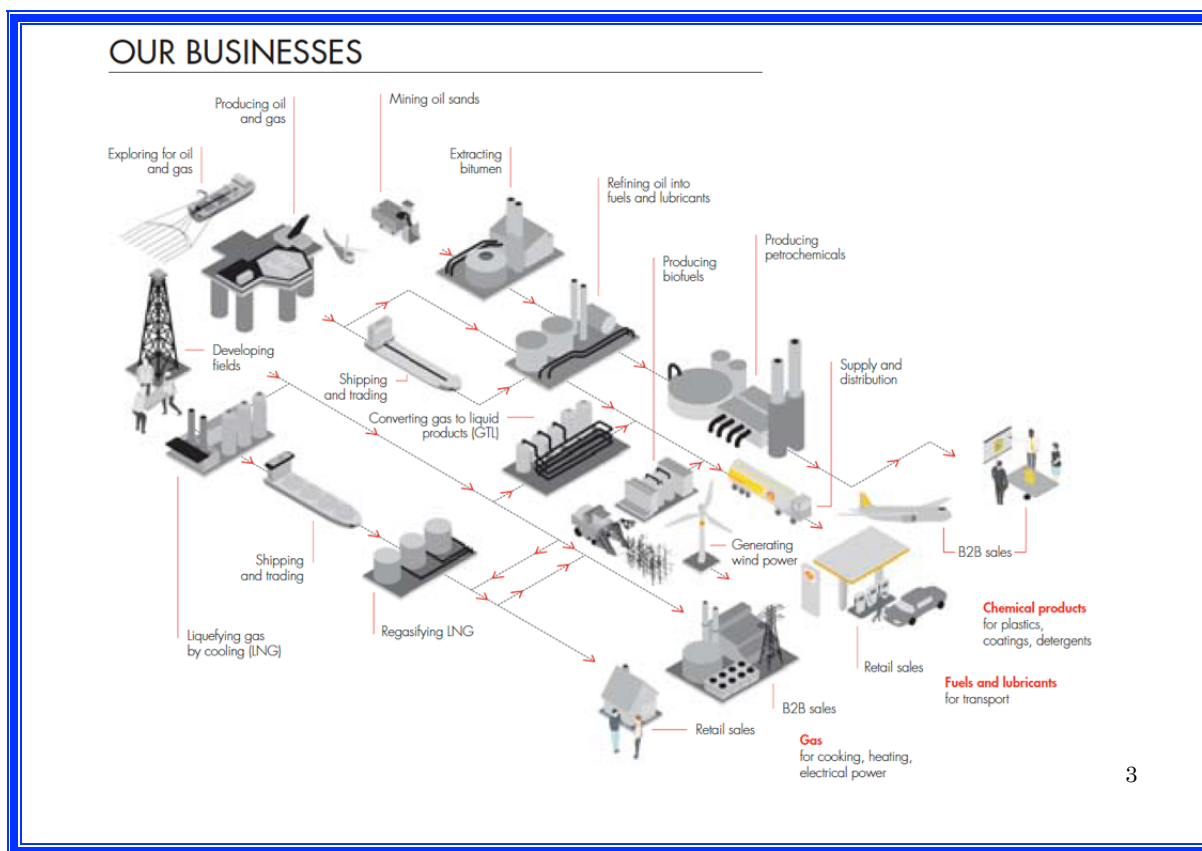 OUR BUSINESSES
Producing oil
and gas
Mining oil sands
Exploring for oil
and gas
Extracting
bitumen
Refining oil into
fuels and lubricants
Producing
petrochemicals
Producing
biofuels
Developing
fields
Shipping
and trading
Supply and
distribution
Converting gas to liquid
products (GTL)
Shipping
and trading
Generating
wind power
B2B sales
Liquefying gas
by cooling (LNG)
Regasifying LNG
Chemical products
for plastics,
coatings, detergents
Retail sales
Fuels and lubricants
for transport
B2B sales
Retail sales
Gas
for cooking, heating,
electrical power
3